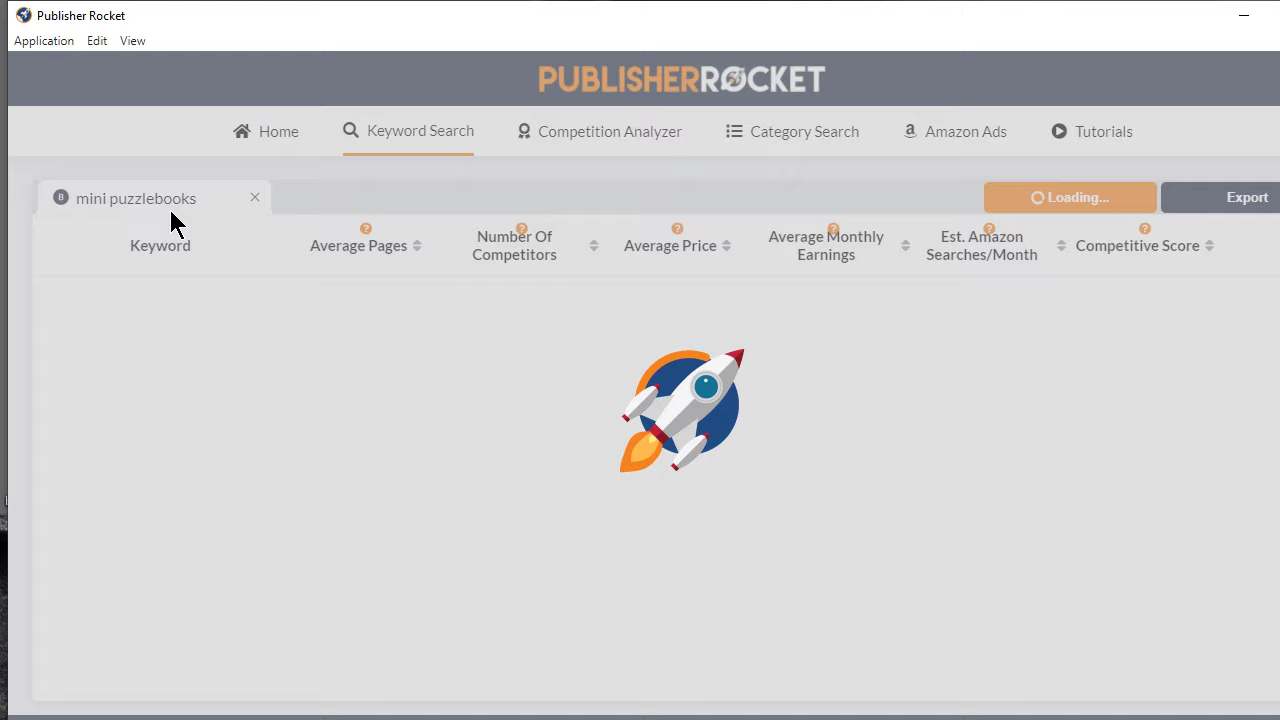 Publisher Rocket
Application Edit View
PUBLISHERROCKET
Home Keyword Search Competition Analyzer Category Search Amazon Ads Tutorials
B mini puzzlebooks Loading... Export
Keyword Average Pages Number Of Competitors Average Price Average Monthly Earnings Est. Amazon Searches/Month Competitive Score